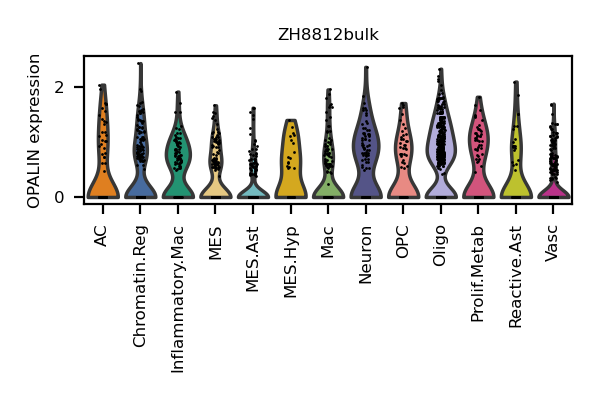 ZH8812bulk
OPALIN expression
2
0
AC
Chromatin.Reg
Inflammatory.Mac
MES
MES.Ast
MES.Hyp
Mac
Neuron
OPC
Oligo
Prolif.Metab
Reactive.Ast
Vasc